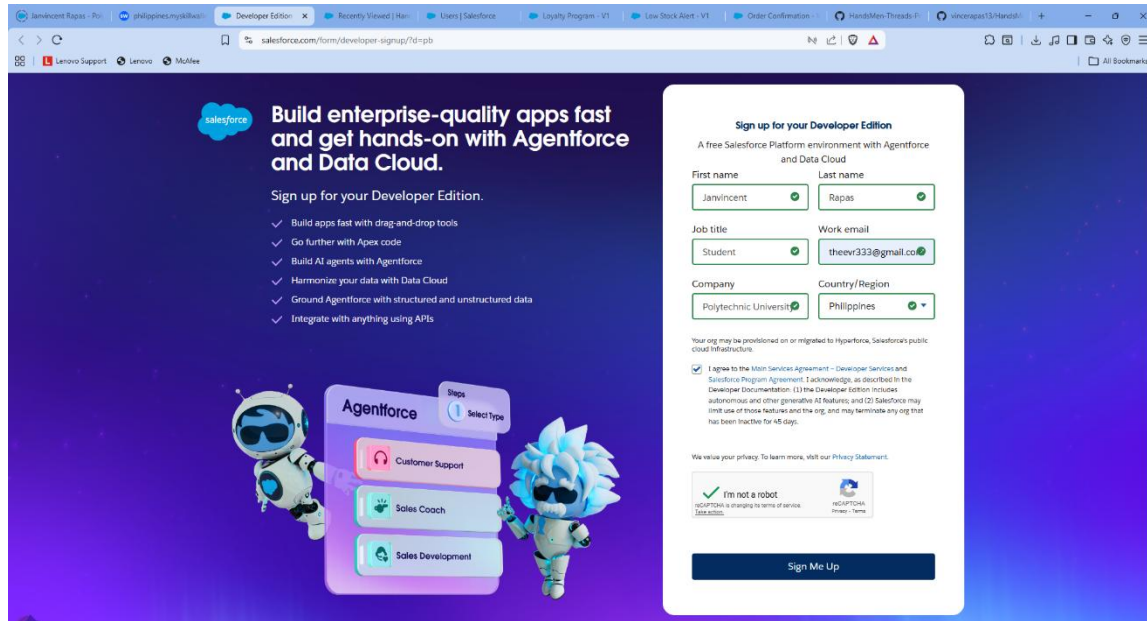 Janvincent Rapas - Pol
philippines.myskillwall
Developer Edition
Recently Viewed | Han
Users | Salesforce
Loyalty Program - V1
Low Stock Alert - V1
Order Confirmation -
HandsMen-Threads-Pr
vincerapas13/HandsM
salesforce.com/form/developer-signup/?d=pb
Lenovo Support
Lenovo
McAfee
All Bookmarks
salesforce
Build enterprise-quality apps fast
and get hands-on with Agentforce
and Data Cloud.
Sign up for your Developer Edition.
Build apps fast with drag-and-drop tools
Go further with Apex code
Build AI agents with Agentforce
Harmonize your data with Data Cloud
Ground Agentforce with structured and unstructured data
Integrate with anything using APIs
Agentforce
Steps
1 Select Type
Customer Support
Sales Coach
Sales Development
Sign up for your Developer Edition
A free Salesforce Platform environment with Agentforce
and Data Cloud
First name Last name
Janvincent Rapas
Job title Work email
Student theevr333@gmail.co
Company Country/Region
Polytechnic University Philippines
Your org may be provisioned on or migrated to Hyperforce, Salesforce's public
cloud infrastructure.
I agree to the Main Services Agreement – Developer Services and
Salesforce Program Agreement. I acknowledge, as described in the
Developer Documentation: (1) the Developer Edition includes
autonomous and other generative AI features; and (2) Salesforce may
limit use of those features and the org, and may terminate any org that
has been inactive for 45 days.
We value your privacy. To learn more, visit our Privacy Statement.
I'm not a robot
reCAPTCHA is changing its terms of service.
Take action.
reCAPTCHA
Privacy - Terms
Sign Me Up